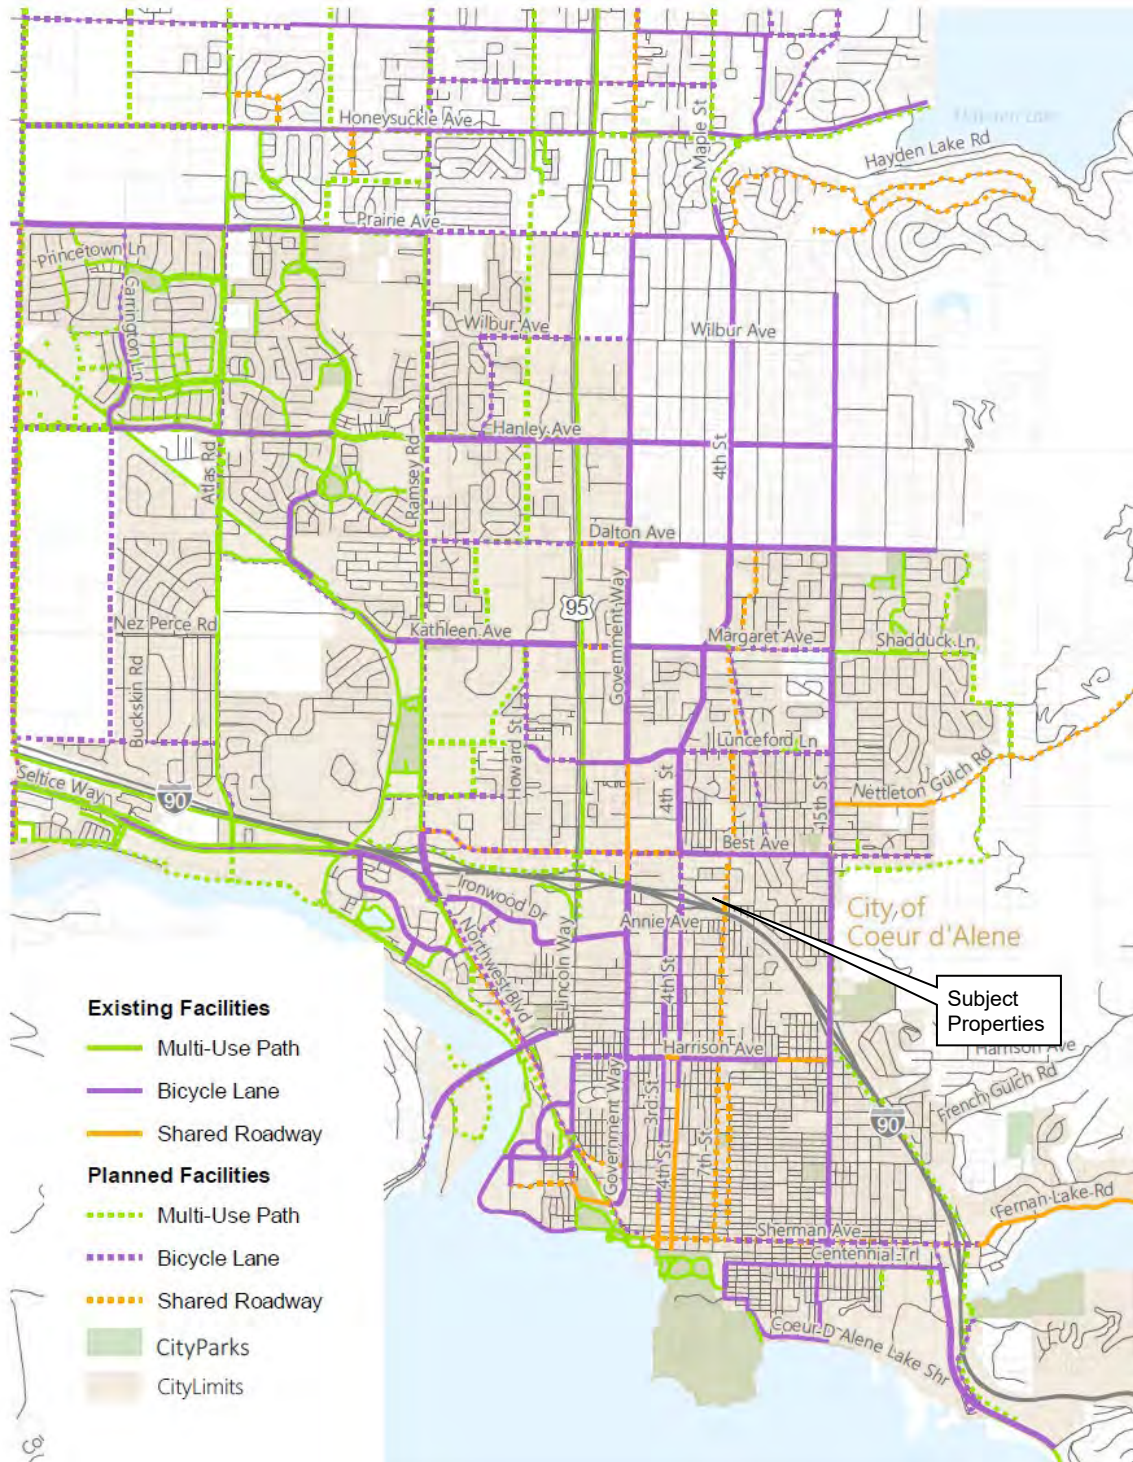 Honeysuckle Ave
Maple St
Hayden Lake Rd
Prairie Ave
Princetown Ln
Carrington Ln
Wilbur Ave
Wilbur Ave
Hanley Ave
Atlas Rd
Ramsey Rd
4th St
Dalton Ave
95
Government Way
Nez Perce Rd
Kathleen Ave
Margaret Ave
Shadduck Ln
Buckskin Rd
Howard St
Lunceford Ln
Nettleton Gulch Rd
Seltice Way
90
4th St
15th St
Best Ave
Ironwood Dr
Annie Ave
City of
Coeur d'Alene
Northwest Blvd
Lincoln Way
4th St
Subject
Properties
Harrison Ave
Harrison Ave
French Gulch Rd
90
Government Way
3rd St
4th St
7th St
Fernan Lake Rd
Sherman Ave
Centennial Trl
Coeur D Alene Lake Shr
Existing Facilities
Multi-Use Path
Bicycle Lane
Shared Roadway
Planned Facilities
Multi-Use Path
Bicycle Lane
Shared Roadway
CityParks
CityLimits